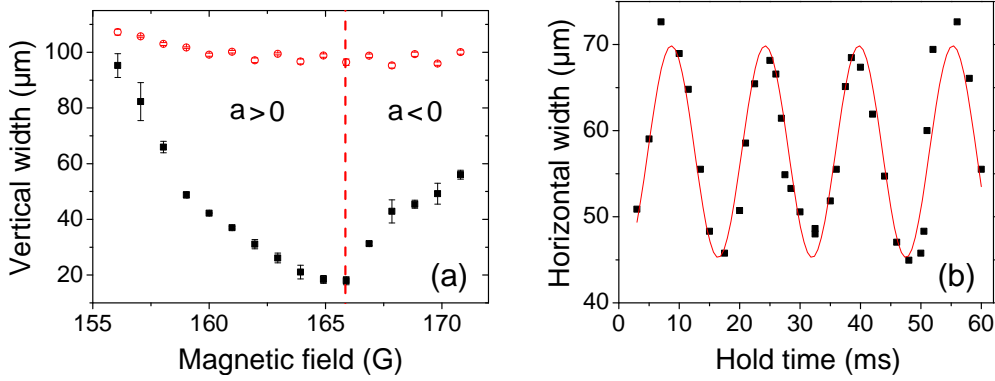 Vertical width (μm)
100
80
60
40
20
155
160
165
170
Magnetic field (G)
a>0
a<0
(a)
Horizontal width (μm)
70
60
50
40
0
10
20
30
40
50
60
Hold time (ms)
(b)